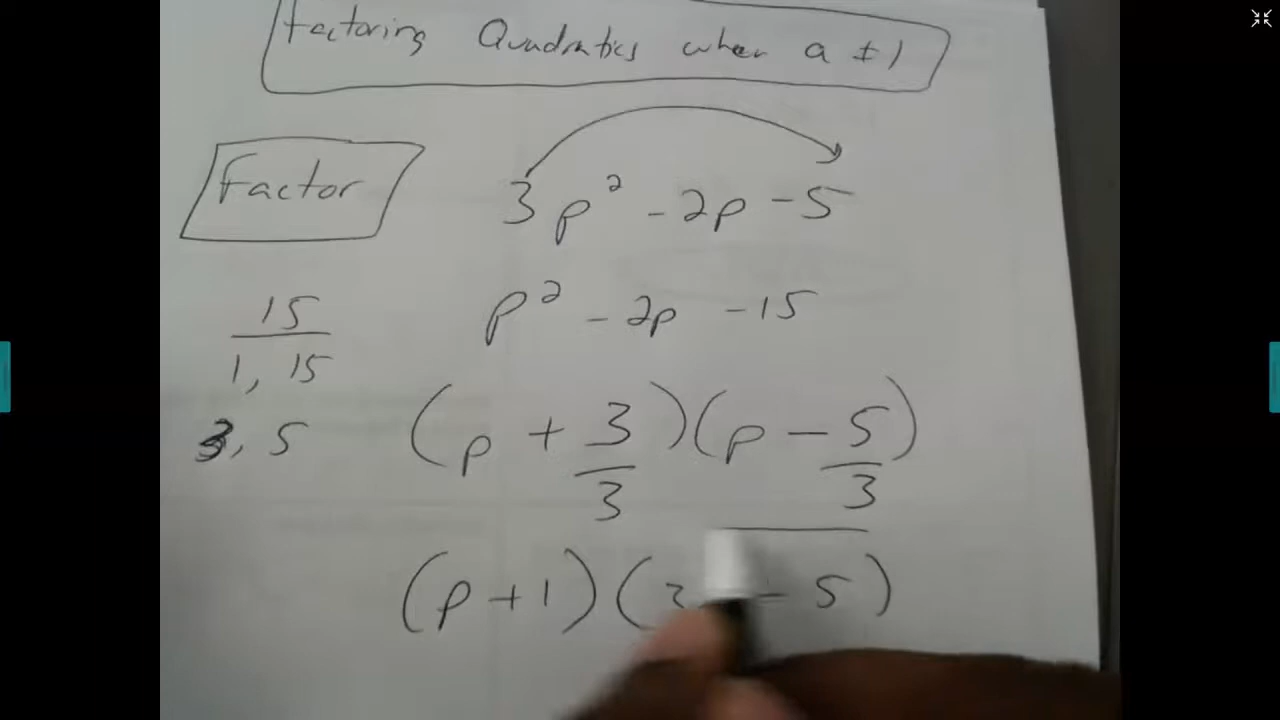 Factoring Quadratics when a ≠ 1
Factor
3p² - 2p - 5
p² - 2p - 15
15
1, 15
3, 5
(p + 3/3)(p - 5/3)
(p + 1)(3 - 5)